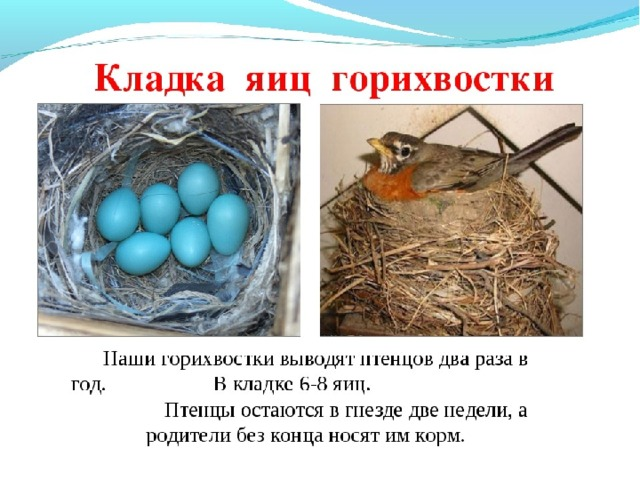 Кладка яиц горихвостки
Наши горихвостки выводят птенцов два раза в
год. В кладке 6-8 яиц.
Птенцы остаются в гнезде две недели, а
родители без конца носят им корм.